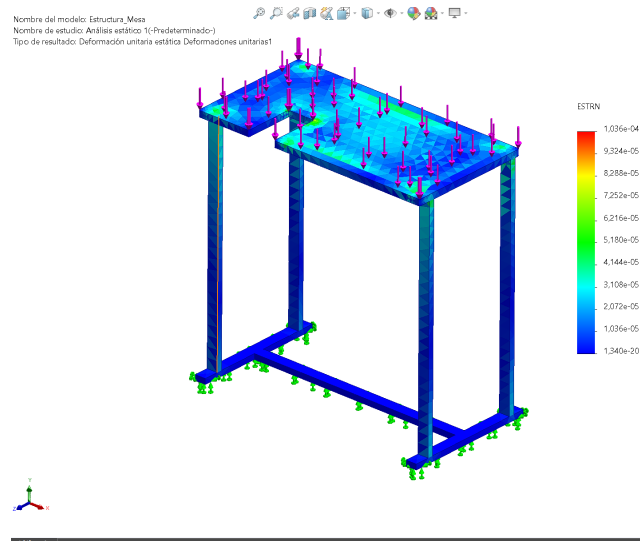 Nombre del modelo: Estructura_Mesa
Nombre de estudio: Análisis estático 1(-Predeterminado-)
Tipo de resultado: Deformación unitaria estática Deformaciones unitarias1
ESTRN
1,036e-04
9,324e-05
8,288e-05
7,252e-05
6,216e-05
5,180e-05
4,144e-05
3,108e-05
2,072e-05
1,036e-05
1,340e-20
Y
Z
X